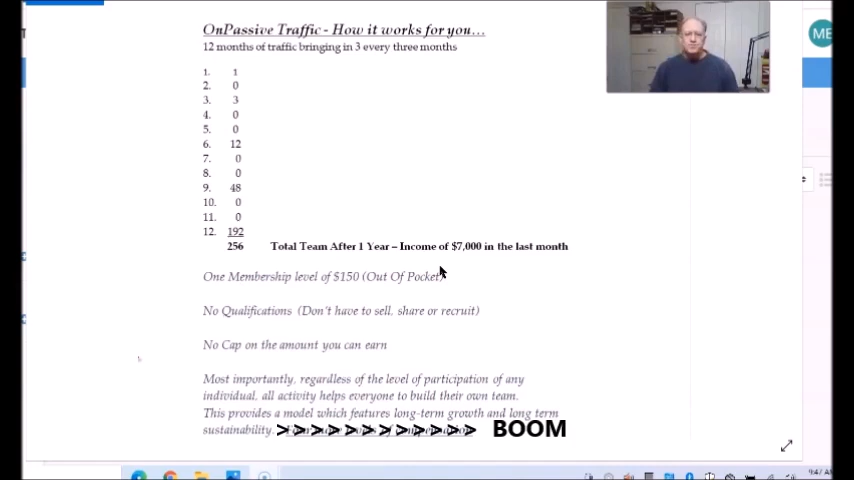 OnPassive Traffic - How it works for you...
12 months of traffic bringing in 3 every three months
1. 1
2. 0
3. 3
4. 0
5. 0
6. 12
7. 0
8. 0
9. 48
10. 0
11. 0
12. 192
256 Total Team After 1 Year – Income of $7,000 in the last month
One Membership level of $150 (Out Of Pocket)
No Qualifications (Don't have to sell, share or recruit)
No Cap on the amount you can earn
Most importantly, regardless of the level of participation of any
individual, all activity helps everyone to build their own team.
This provides a model which features long-term growth and long term
sustainability. >>>>>>>>>>>> BOOM
ME